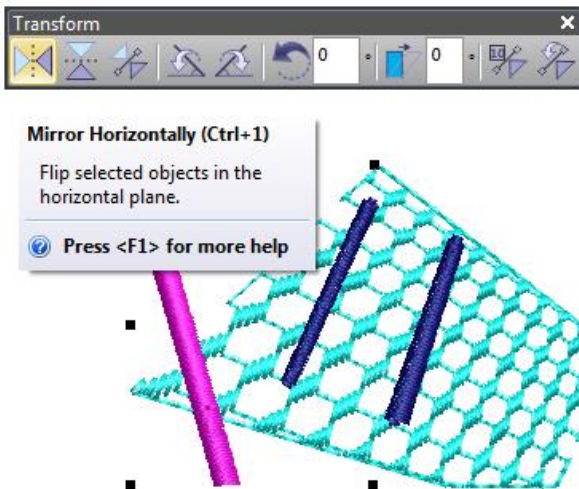 Transform
0 ° 0 °
10
Mirror Horizontally (Ctrl+1)
Flip selected objects in the
horizontal plane.
Press <F1> for more help